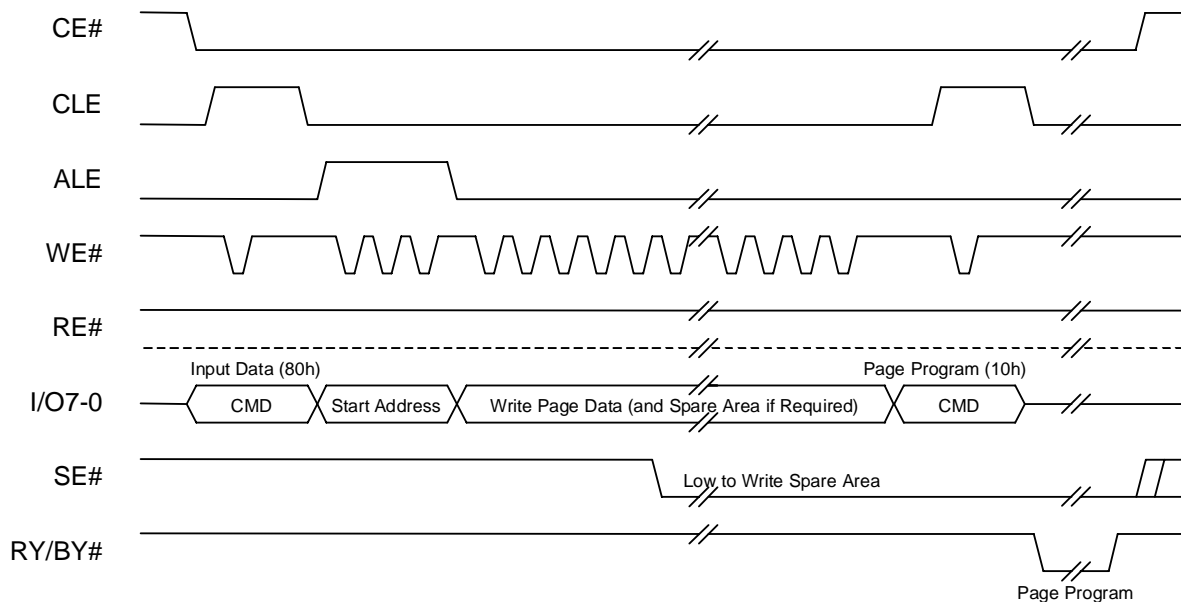 CE#
CLE
ALE
WE#
RE#
Input Data (80h) Page Program (10h)
I/O7-0 CMD Start Address Write Page Data (and Spare Area if Required) CMD
SE# Low to Write Spare Area
RY/BY#
Page Program